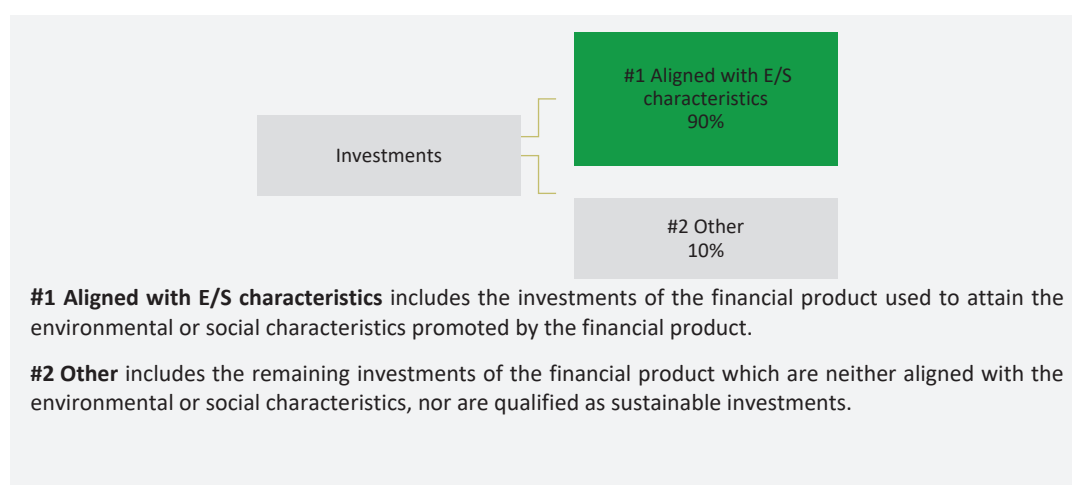 #1 Aligned with E/S
characteristics
90%
Investments
#2 Other
10%
#1 Aligned with E/S characteristics includes the investments of the financial product used to attain the
environmental or social characteristics promoted by the financial product.
#2 Other includes the remaining investments of the financial product which are neither aligned with the
environmental or social characteristics, nor are qualified as sustainable investments.